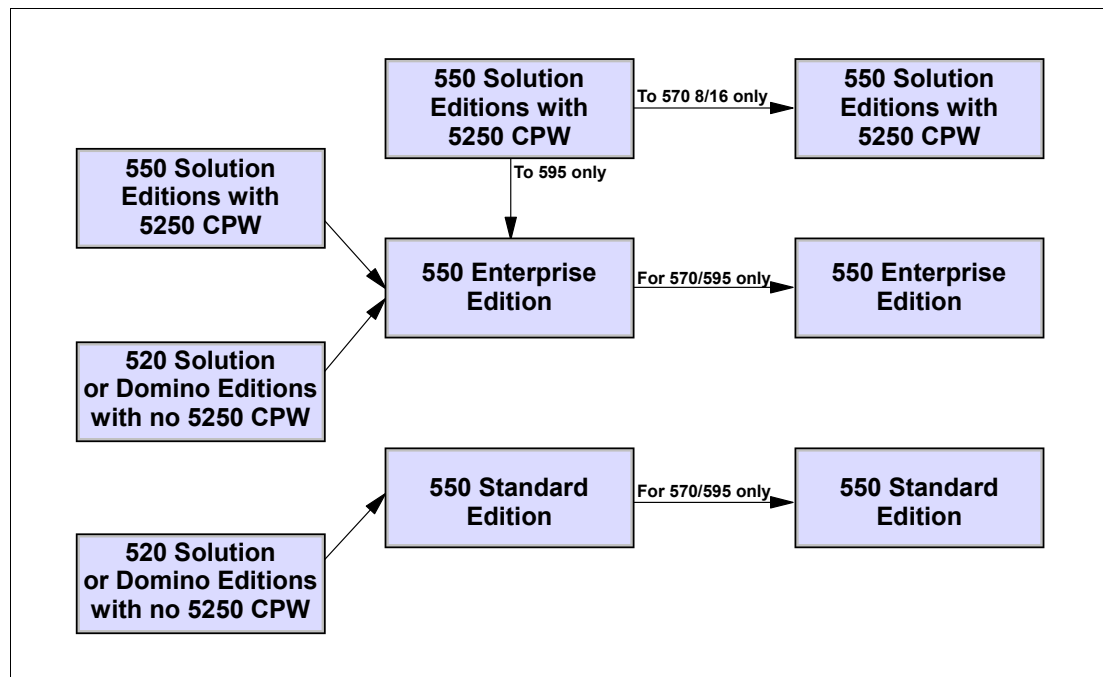 550 Solution
Editions with
5250 CPW
To 570 8/16 only
550 Solution
Editions with
5250 CPW
To 595 only
550 Solution
Editions with
5250 CPW
550 Enterprise
Edition
For 570/595 only
550 Enterprise
Edition
520 Solution
or Domino Editions
with no 5250 CPW
550 Standard
Edition
For 570/595 only
550 Standard
Edition
520 Solution
or Domino Editions
with no 5250 CPW